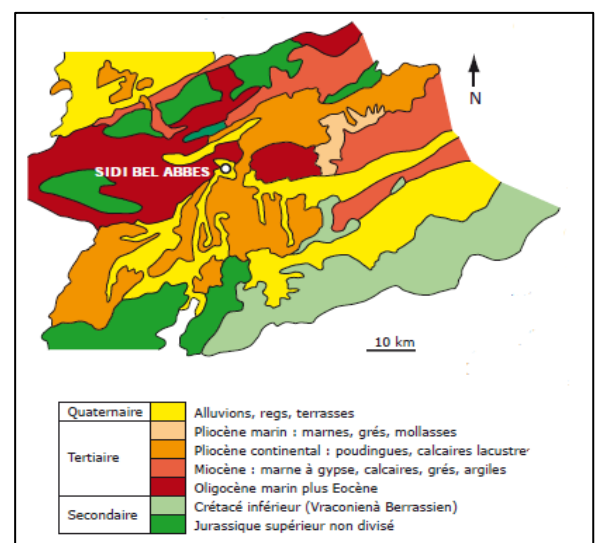 N
SIDI BEL ABBES
10 km
Quaternaire Alluvions, regs, terrasses
Tertiaire
Pliocène marin : marnes, grés, mollasses
Pliocène continental : poudingues, calcaires lacustre
Miocène : marne à gypse, calcaires, grés, argiles
Oligocène marin plus Eocène
Secondaire
Crétacé inférieur (Vraconienà Berrassien)
Jurassique supérieur non divisé